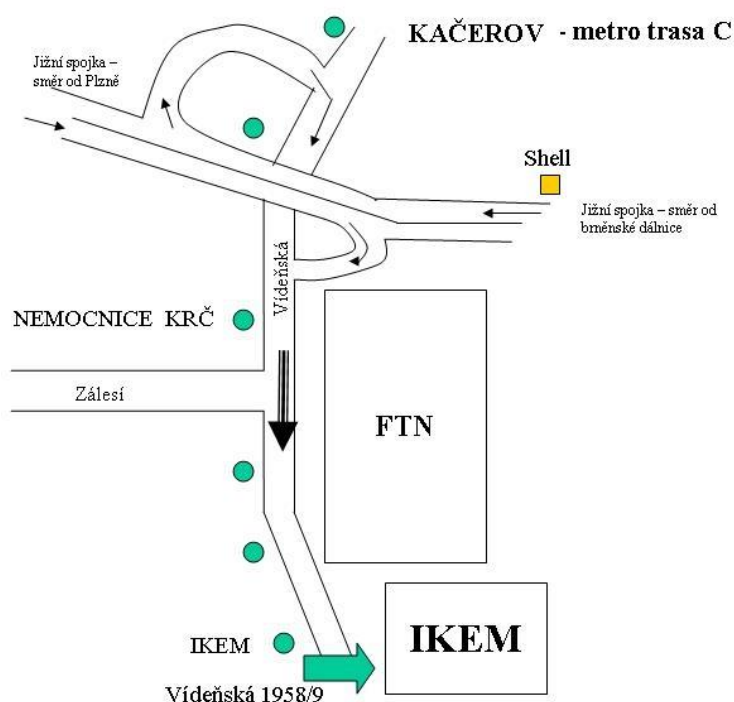 KAČEROV - metro trasa C
Jižní spojka –
směr od Plzně
Shell
Jižní spojka – směr od
brněnské dálnice
Vídeňská
NEMOCNICE KRČ
Zálesí
FTN
IKEM
IKEM
Vídeňská 1958/9